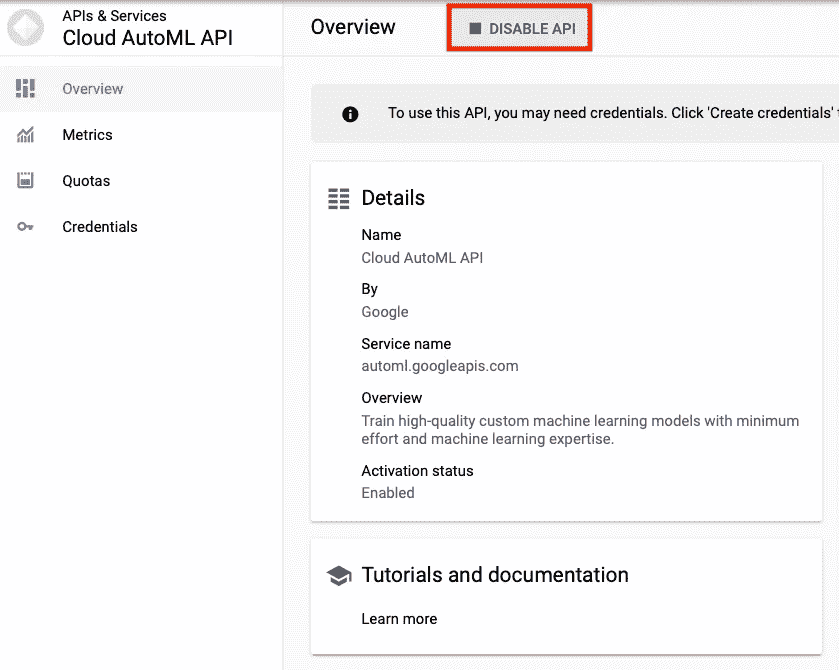 APIs & Services
Cloud AutoML API
Overview
Metrics
Quotas
Credentials
Overview
DISABLE API
To use this API, you may need credentials. Click 'Create credentials'
Details
Name
Cloud AutoML API
By
Google
Service name
automl.googleapis.com
Overview
Train high-quality custom machine learning models with minimum
effort and machine learning expertise.
Activation status
Enabled
Tutorials and documentation
Learn more